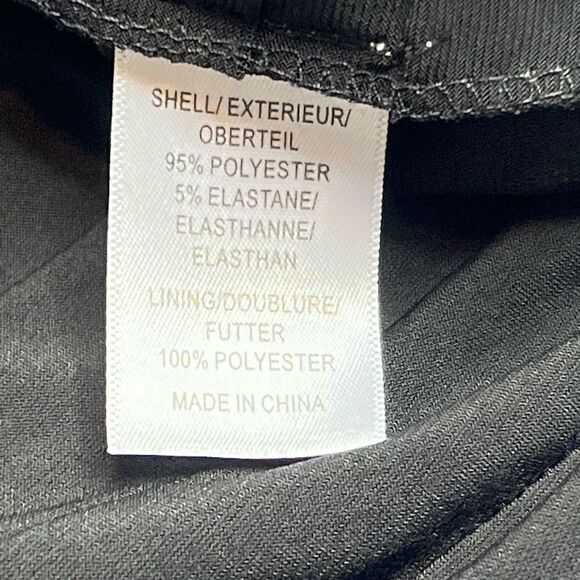 SHELL/EXTERIEUR/
OBERTEIL
95% POLYESTER
5% ELASTANE/
ELASTHANNE/
ELASTHAN
LINING/DOUBLURE/
FUTTER
100% POLYESTER
MADE IN CHINA